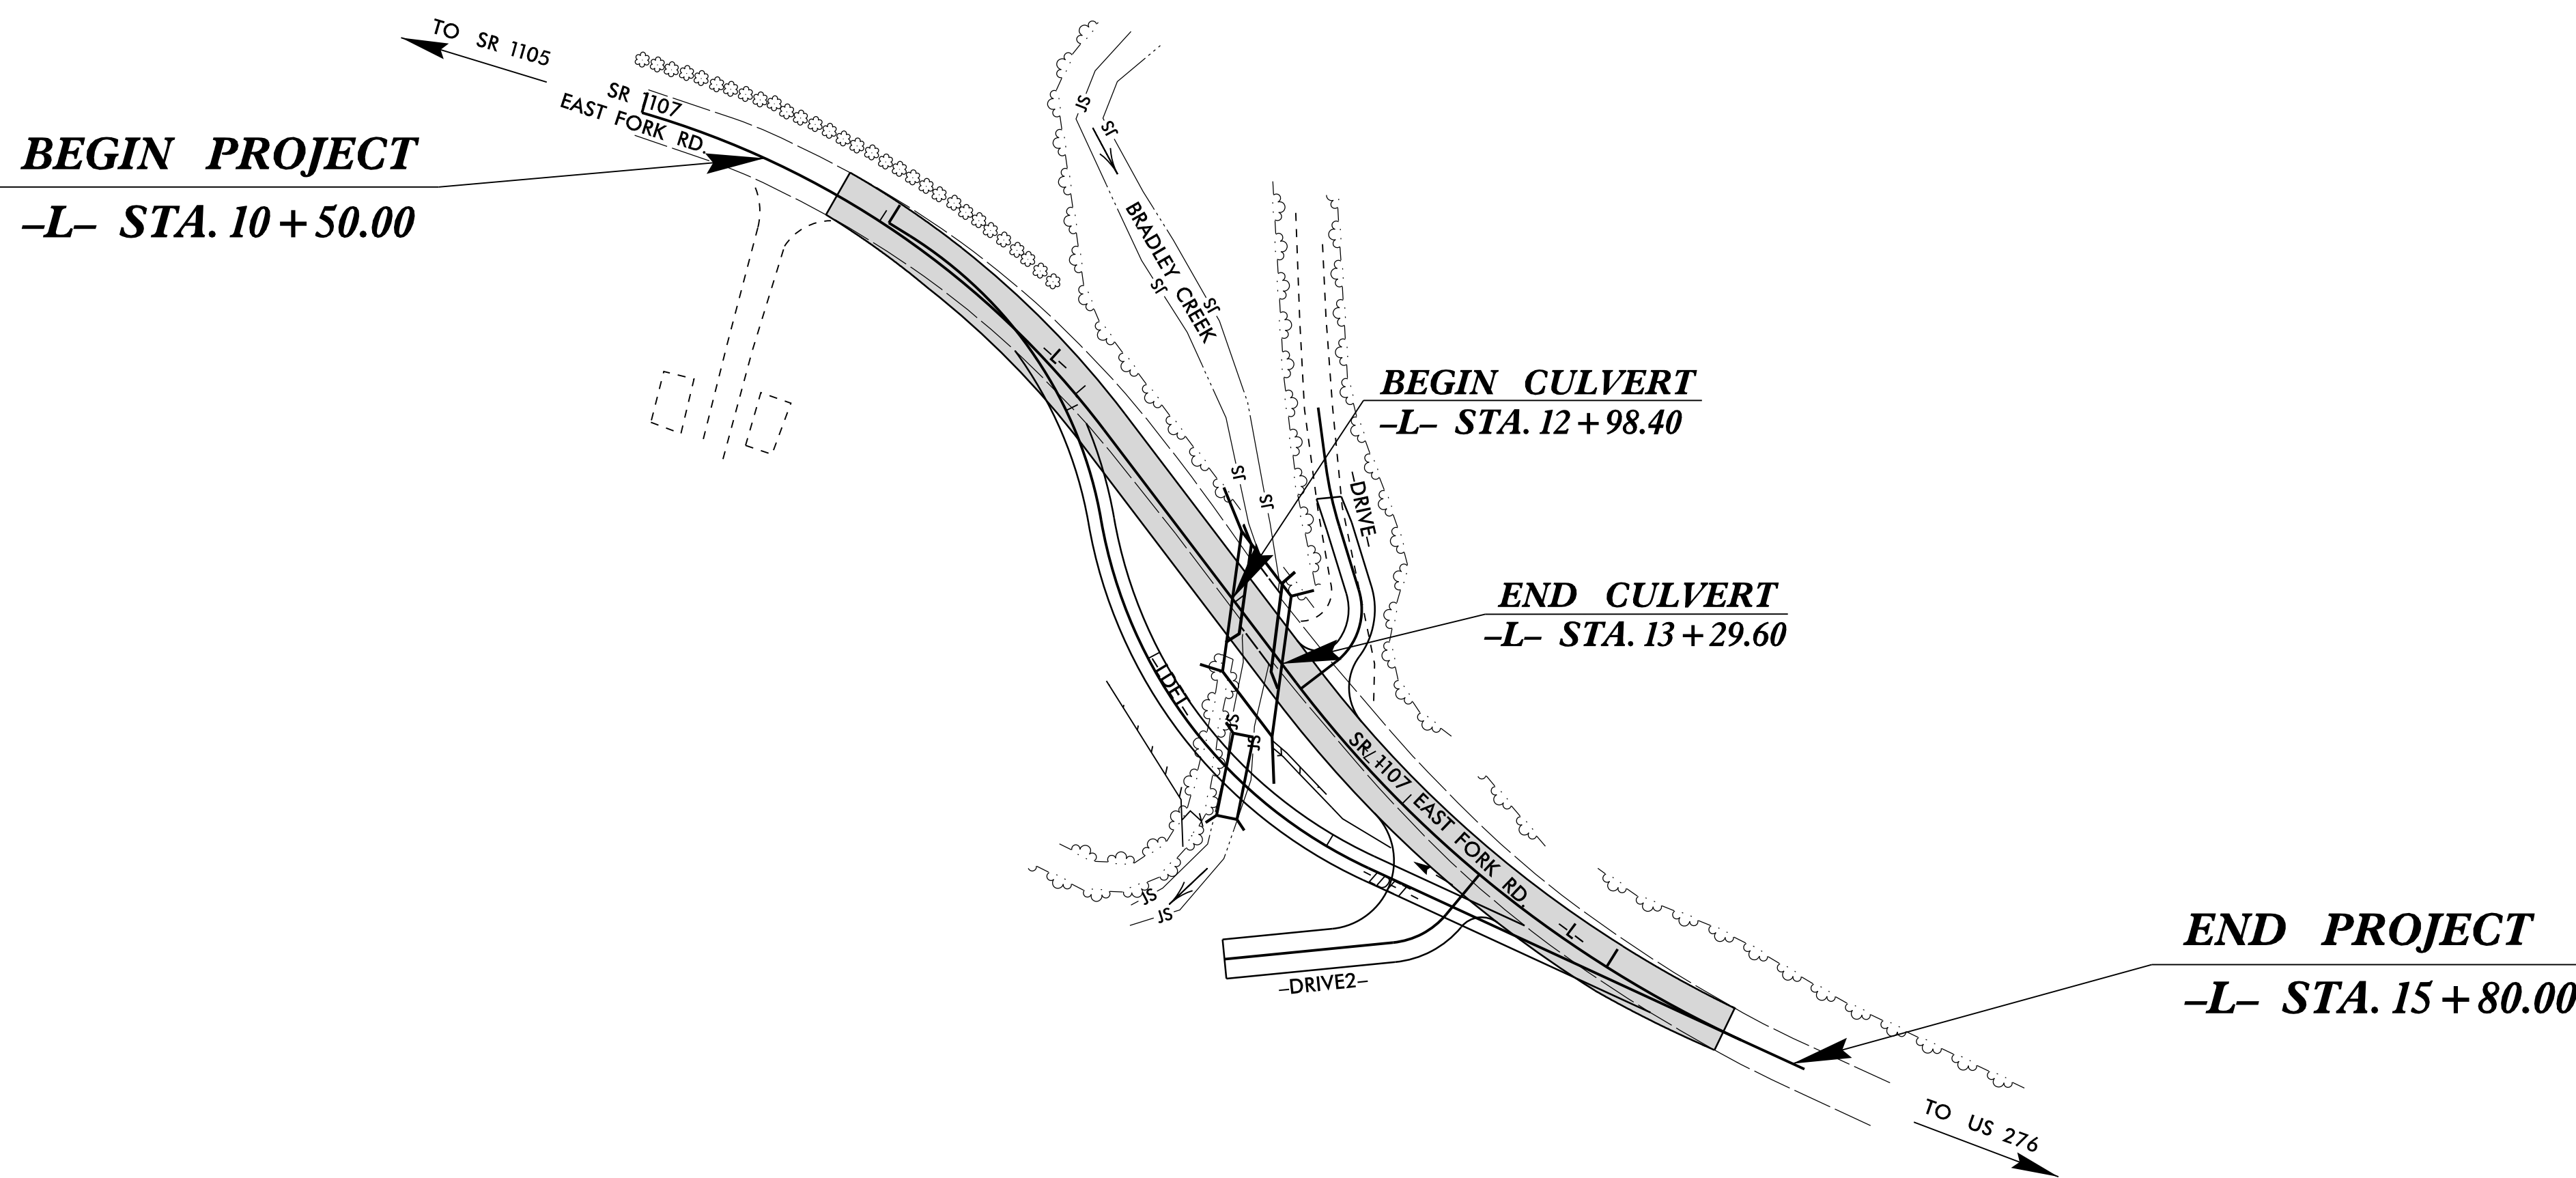 TO SR 1105
SR 1107
EAST FORK RD.
BEGIN PROJECT
–L– STA. 10+50.00
JS
JS
BRADLEY CREEK
JS
JS
–L–
BEGIN CULVERT
–L– STA. 12+98.40
JS
JS
–DRIVE–
END CULVERT
–L– STA. 13+29.60
–LDET–
JS
JS
SR 1107 EAST FORK RD.
–LDET–
–L–
JS
JS
–DRIVE2–
END PROJECT
–L– STA. 15+80.00
TO US 276